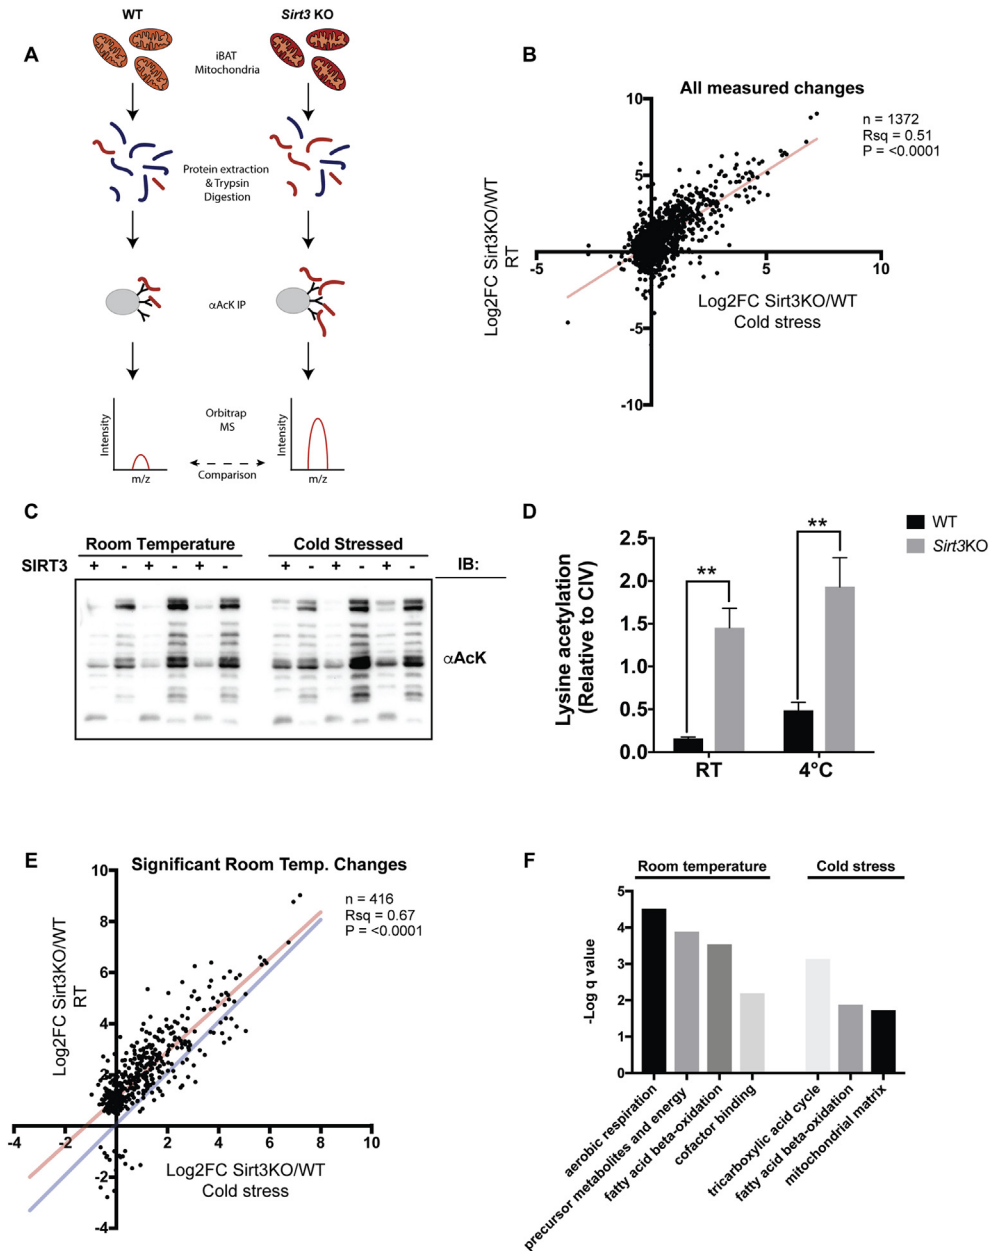 A
WT
Sirt3 KO
iBAT
Mitochondria
Protein extraction
& Trypsin
Digestion
αAcK IP
Orbitrap
MS
Intensity
m/z
Comparison
Intensity
m/z
B
All measured changes
n = 1372
Rsq = 0.51
P = <0.0001
Log2FC Sirt3KO/WT
RT
10
5
-5
-10
-5
5
10
Log2FC Sirt3KO/WT
Cold stress
C
Room Temperature
Cold Stressed
SIRT3
+ - + - + -
+ - + - + -
IB:
αAcK
D
WT
Sirt3KO
Lysine acetylation
(Relative to CIV)
2.5
2.0
1.5
1.0
0.5
0.0
**
**
RT
4°C
E
Significant Room Temp. Changes
n = 416
Rsq = 0.67
P = <0.0001
Log2FC Sirt3KO/WT
RT
10
8
6
4
2
-2
-4
-4
-2
0
2
4
6
8
10
Log2FC Sirt3KO/WT
Cold stress
F
Room temperature
Cold stress
-Log q value
5
4
3
2
1
0
aerobic respiration
precursor metabolites and energy
fatty acid beta-oxidation
cofactor binding
tricarboxylic acid cycle
fatty acid beta-oxidation
mitochondrial matrix